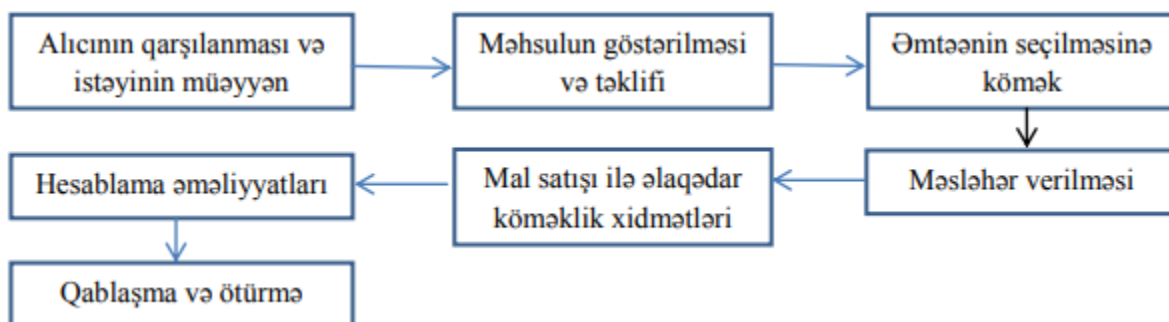 Alıcının qarşılanması və
istəyinin müəyyən
Məhsulun göstərilməsi
və təklifi
Əmtəənin seçilməsinə
kömək
Məsləhər verilməsi
Mal satışı ilə əlaqədar
köməklik xidmətləri
Hesablama əməliyyatları
Qablaşma və ötürmə